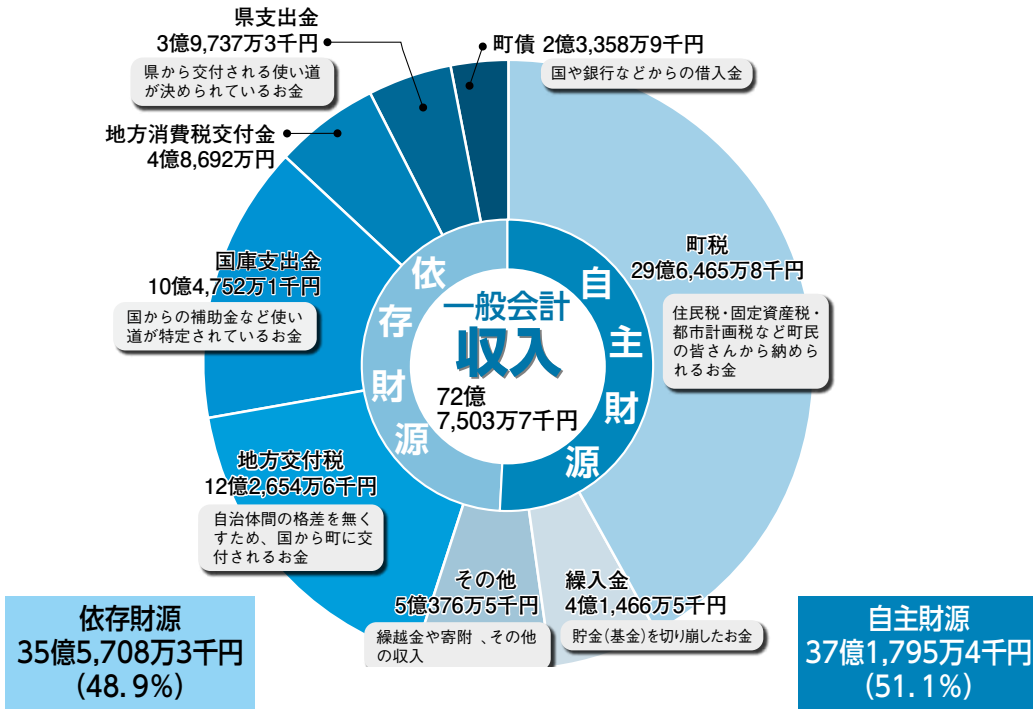 県支出金
3億9,737万3千円
県から交付される使い道
が決められているお金
町債 2億3,358万9千円
国や銀行などからの借入金
地方消費税交付金
4億8,692万円
国庫支出金
10億4,752万1千円
国からの補助金など使い
道が特定されているお金
町税
29億6,465万8千円
住民税・固定資産税・
都市計画税など町民
の皆さんから納めら
れるお金
依存財源
自主財源
一般会計
収入
72億
7,503万7千円
地方交付税
12億2,654万6千円
自治体間の格差を無く
すため、国から町に交
付されるお金
その他
5億376万5千円
繰越金や寄附 、その他
の収入
繰入金
4億1,466万5千円
貯金(基金)を切り崩したお金
依存財源
35億5,708万3千円
(48.9%)
自主財源
37億1,795万4千円
(51.1%)